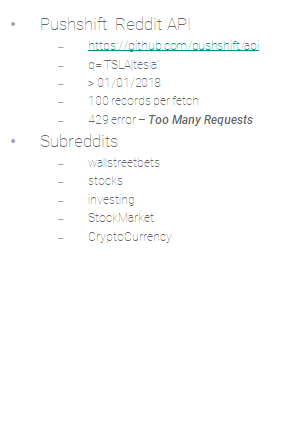 • Pushshift Reddit API
– https://github.com/pushshift/api
– q='TSLA|tesla'
– > 01/01/2018
– 100 records per fetch
– 429 error – Too Many Requests
• Subreddits
– wallstreetbets
– stocks
– investing
– StockMarket
– CryptoCurrency